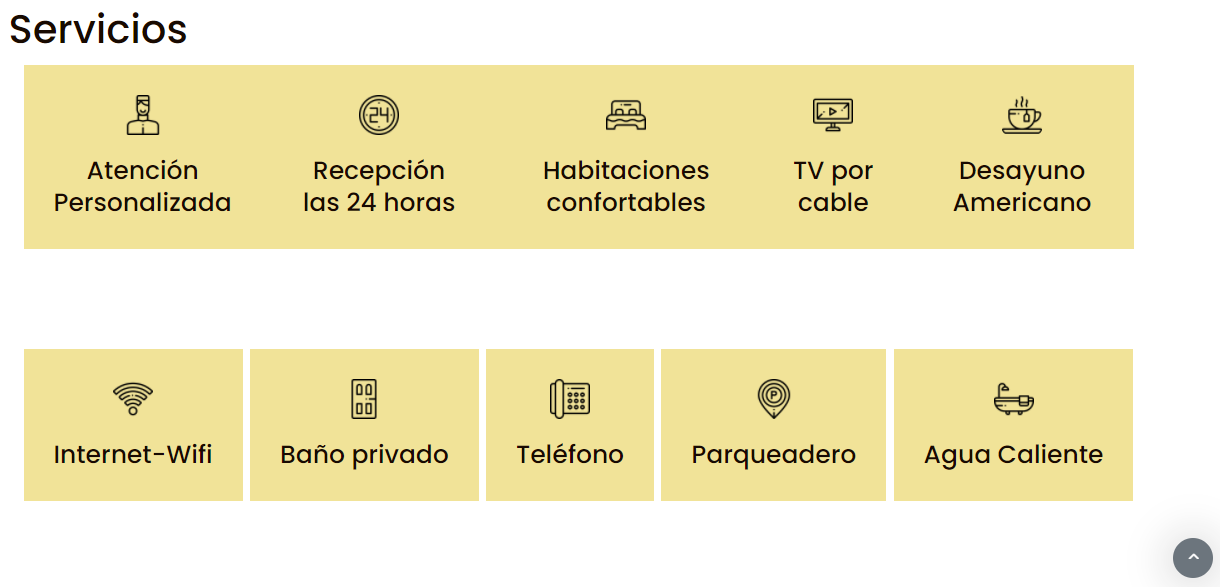 Servicios
24
Atención
Personalizada
Recepción
las 24 horas
Habitaciones
confortables
TV por
cable
Desayuno
Americano
P
Internet-Wifi
Baño privado
Teléfono
Parqueadero
Agua Caliente